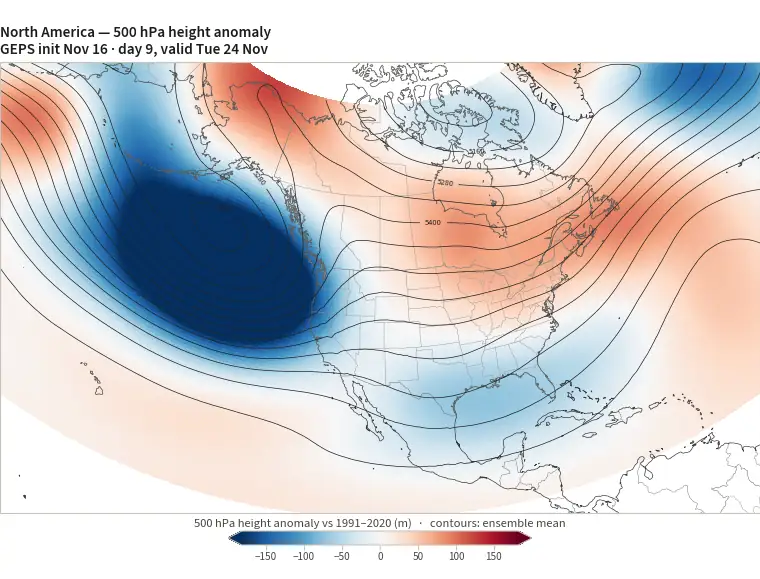 North America — 500 hPa height anomaly
GEPS init Nov 16 · day 9, valid Tue 24 Nov
5280
5400
500 hPa height anomaly vs 1991–2020 (m) · contours: ensemble mean
−150 −100 −50 0 50 100 150